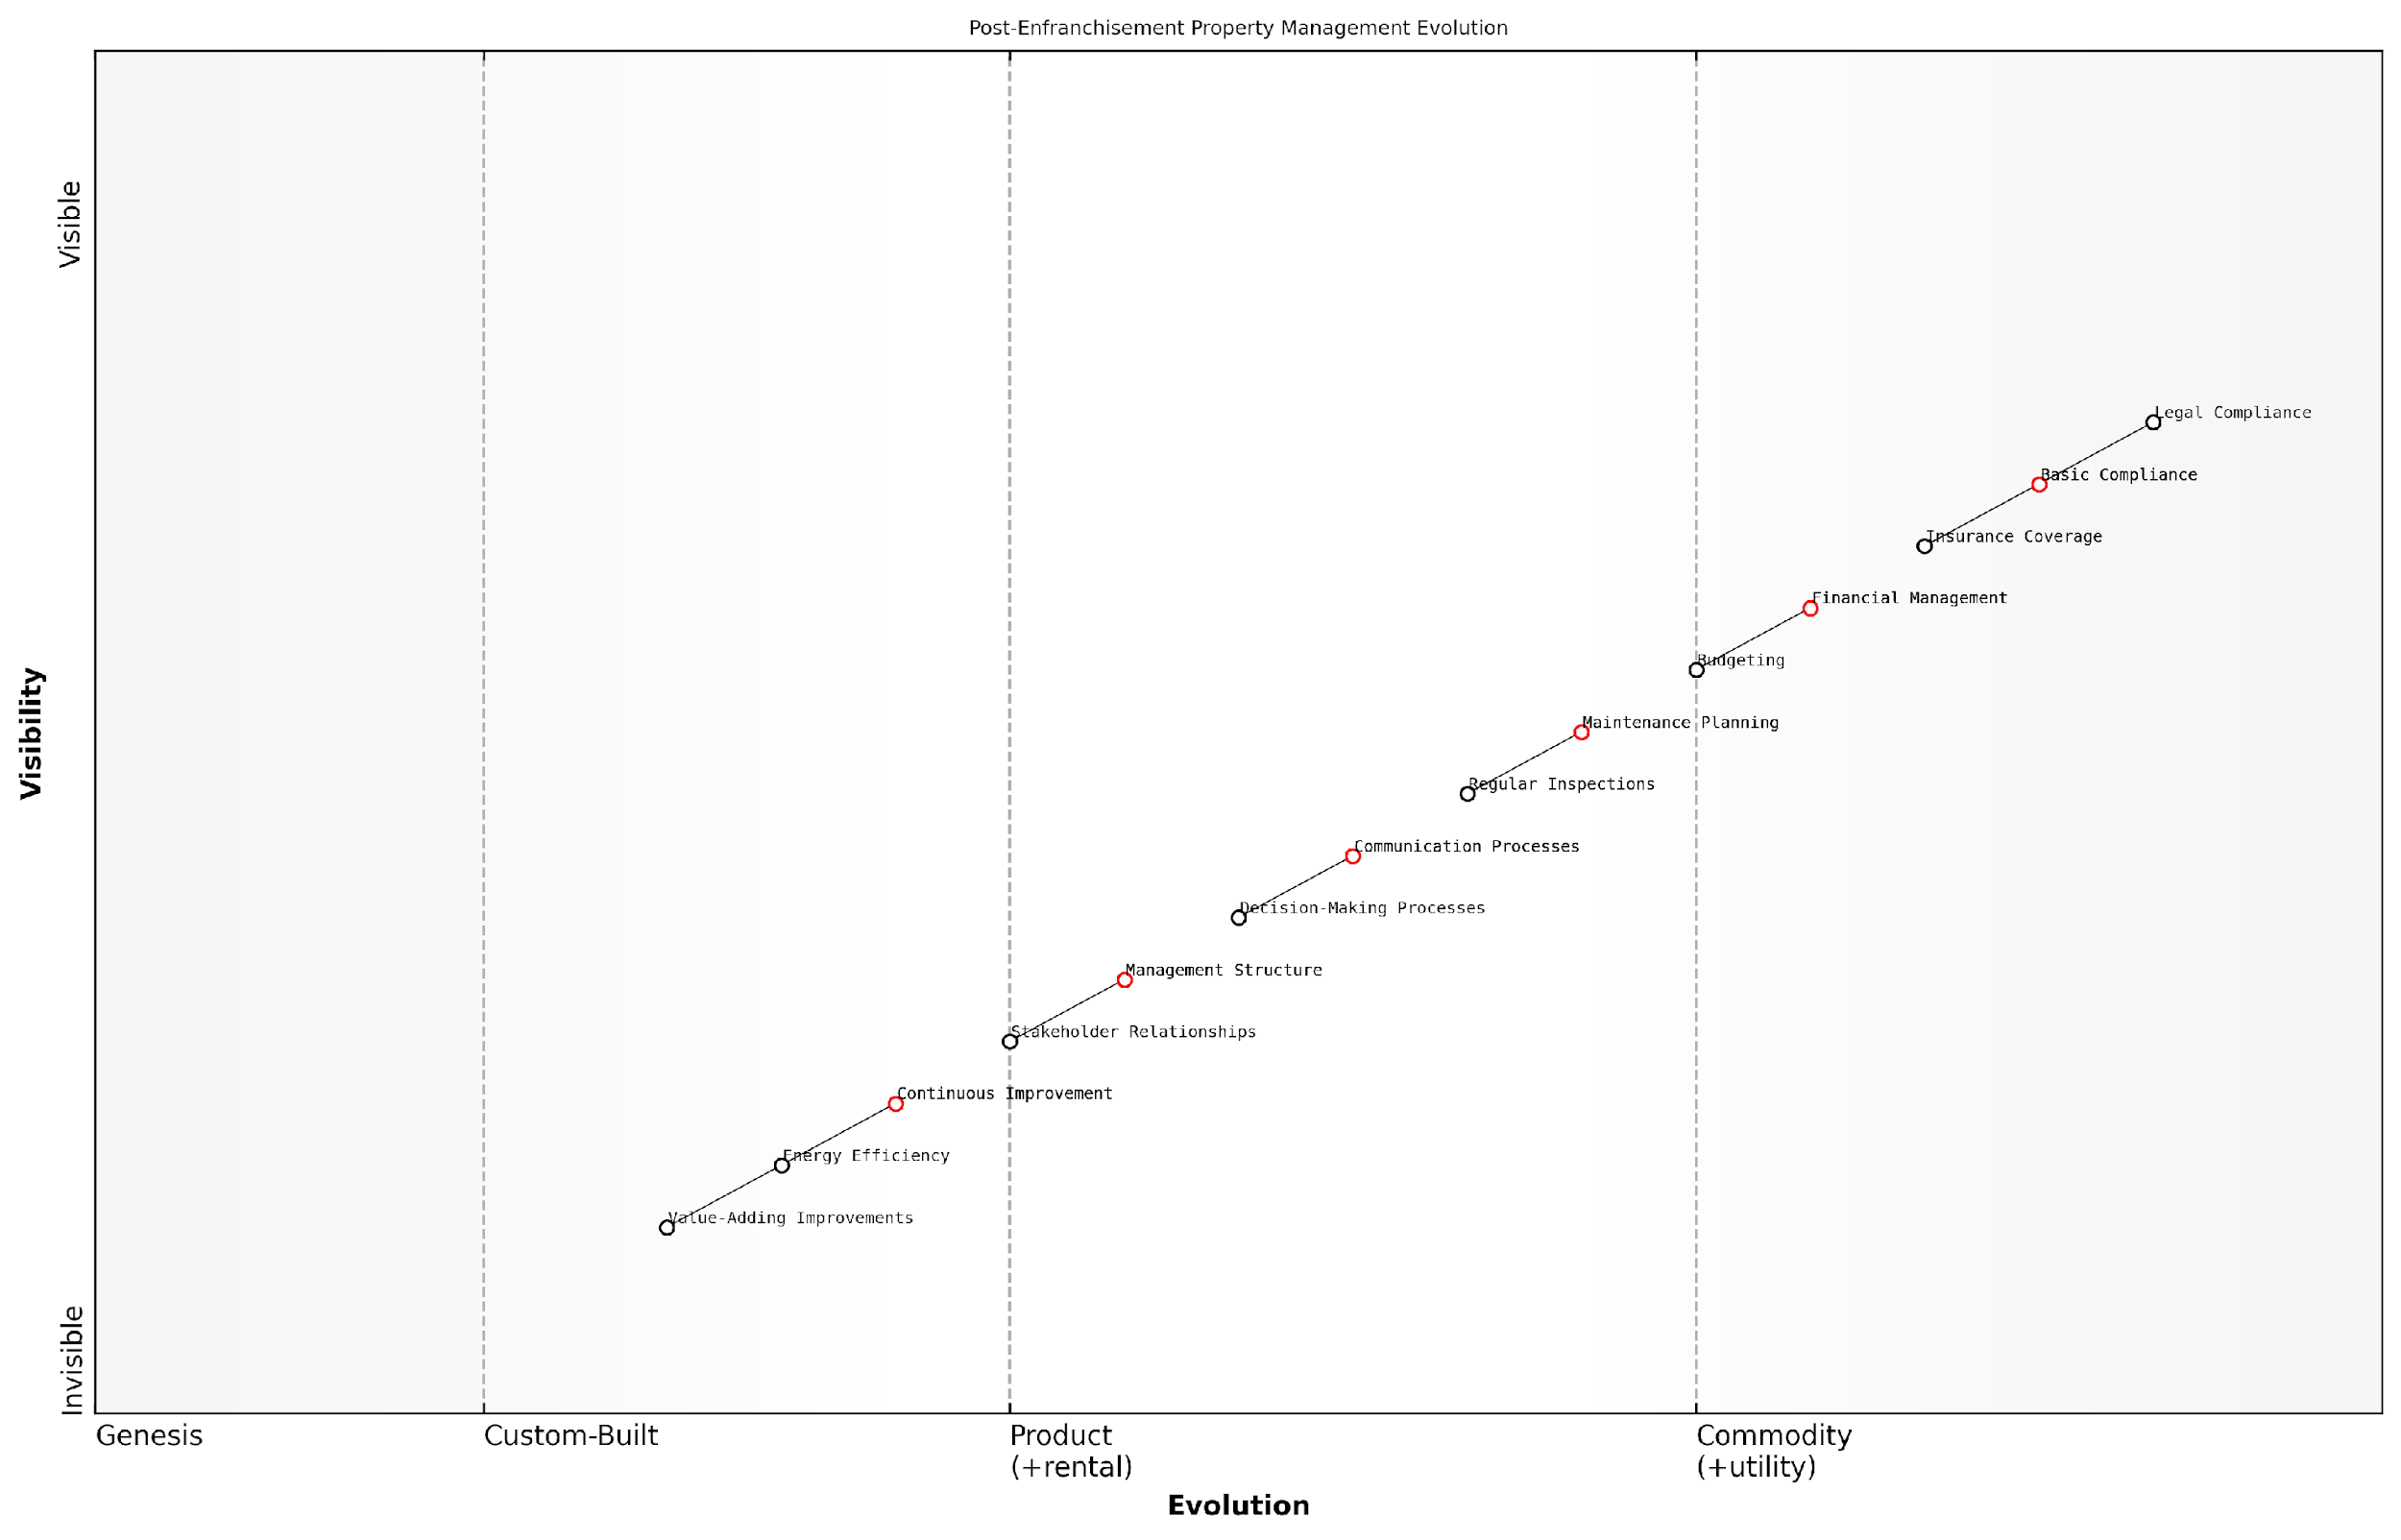 Post-Enfranchisement Property Management Evolution
Visible
Legal Compliance
Basic Compliance
Insurance Coverage
Financial Management
Budgeting
Visibility
Maintenance Planning
Regular Inspections
Communication Processes
Decision-Making Processes
Management Structure
Stakeholder Relationships
Continuous Improvement
Energy Efficiency
Value-Adding Improvements
Invisible
Genesis
Custom-Built
Product
(+rental)
Commodity
(+utility)
Evolution